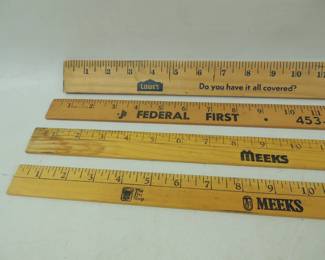 1 2 3 4 5 6 7 8 9 10 11
LOWE'S Do you have it all covered?
1 2 3 4 5 6 7 8 9 10 11
FEDERAL FIRST • 453-
1 2 3 4 5 6 7 8 9 10
MEEKS
1 2 3 4 5 6 7 8 9 10
MEEKS